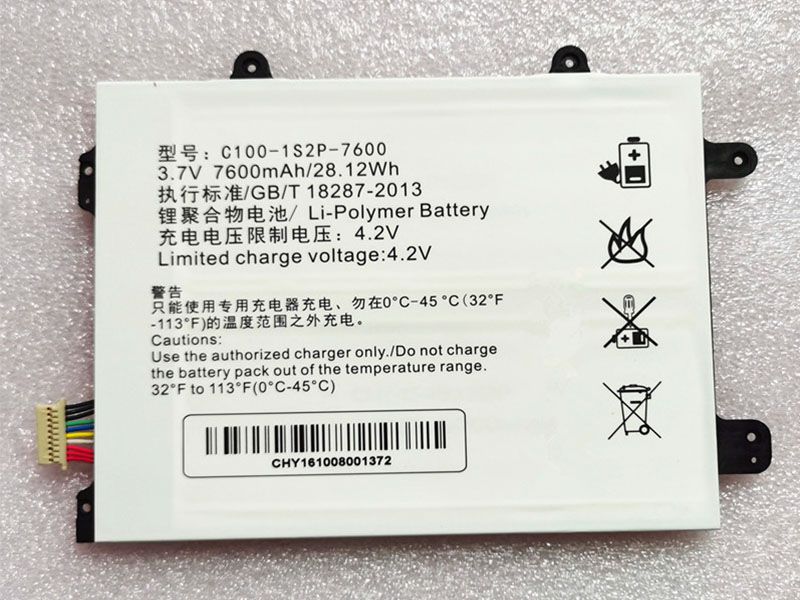 型号：C100-1S2P-7600
3.7V 7600mAh/28.12Wh
执行标准/GB/T 18287-2013
锂聚合物电池/ Li-Polymer Battery
充电电压限制电压：4.2V
Limited charge voltage:4.2V
警告
只能使用专用充电器充电、勿在0°C-45°C(32°F
-113°F)的温度范围之外充电。
Cautions:
Use the authorized charger only./Do not charge
the battery pack out of the temperature range.
32°F to 113°F(0°C-45°C)
CHY161008001372